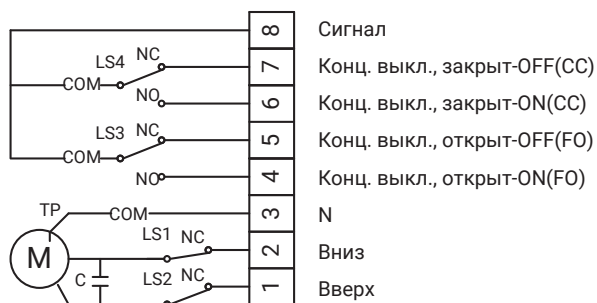 8 Сигнал
LS4 NC 7 Конц. выкл., закрыт-OFF(CC)
COM
NO 6 Конц. выкл., закрыт-ON(CC)
LS3 NC 5 Конц. выкл., открыт-OFF(FO)
COM
NO 4 Конц. выкл., открыт-ON(FO)
TP COM 3 N
LS1 NC 2 Вниз
M
C LS2 NC 1 Вверх